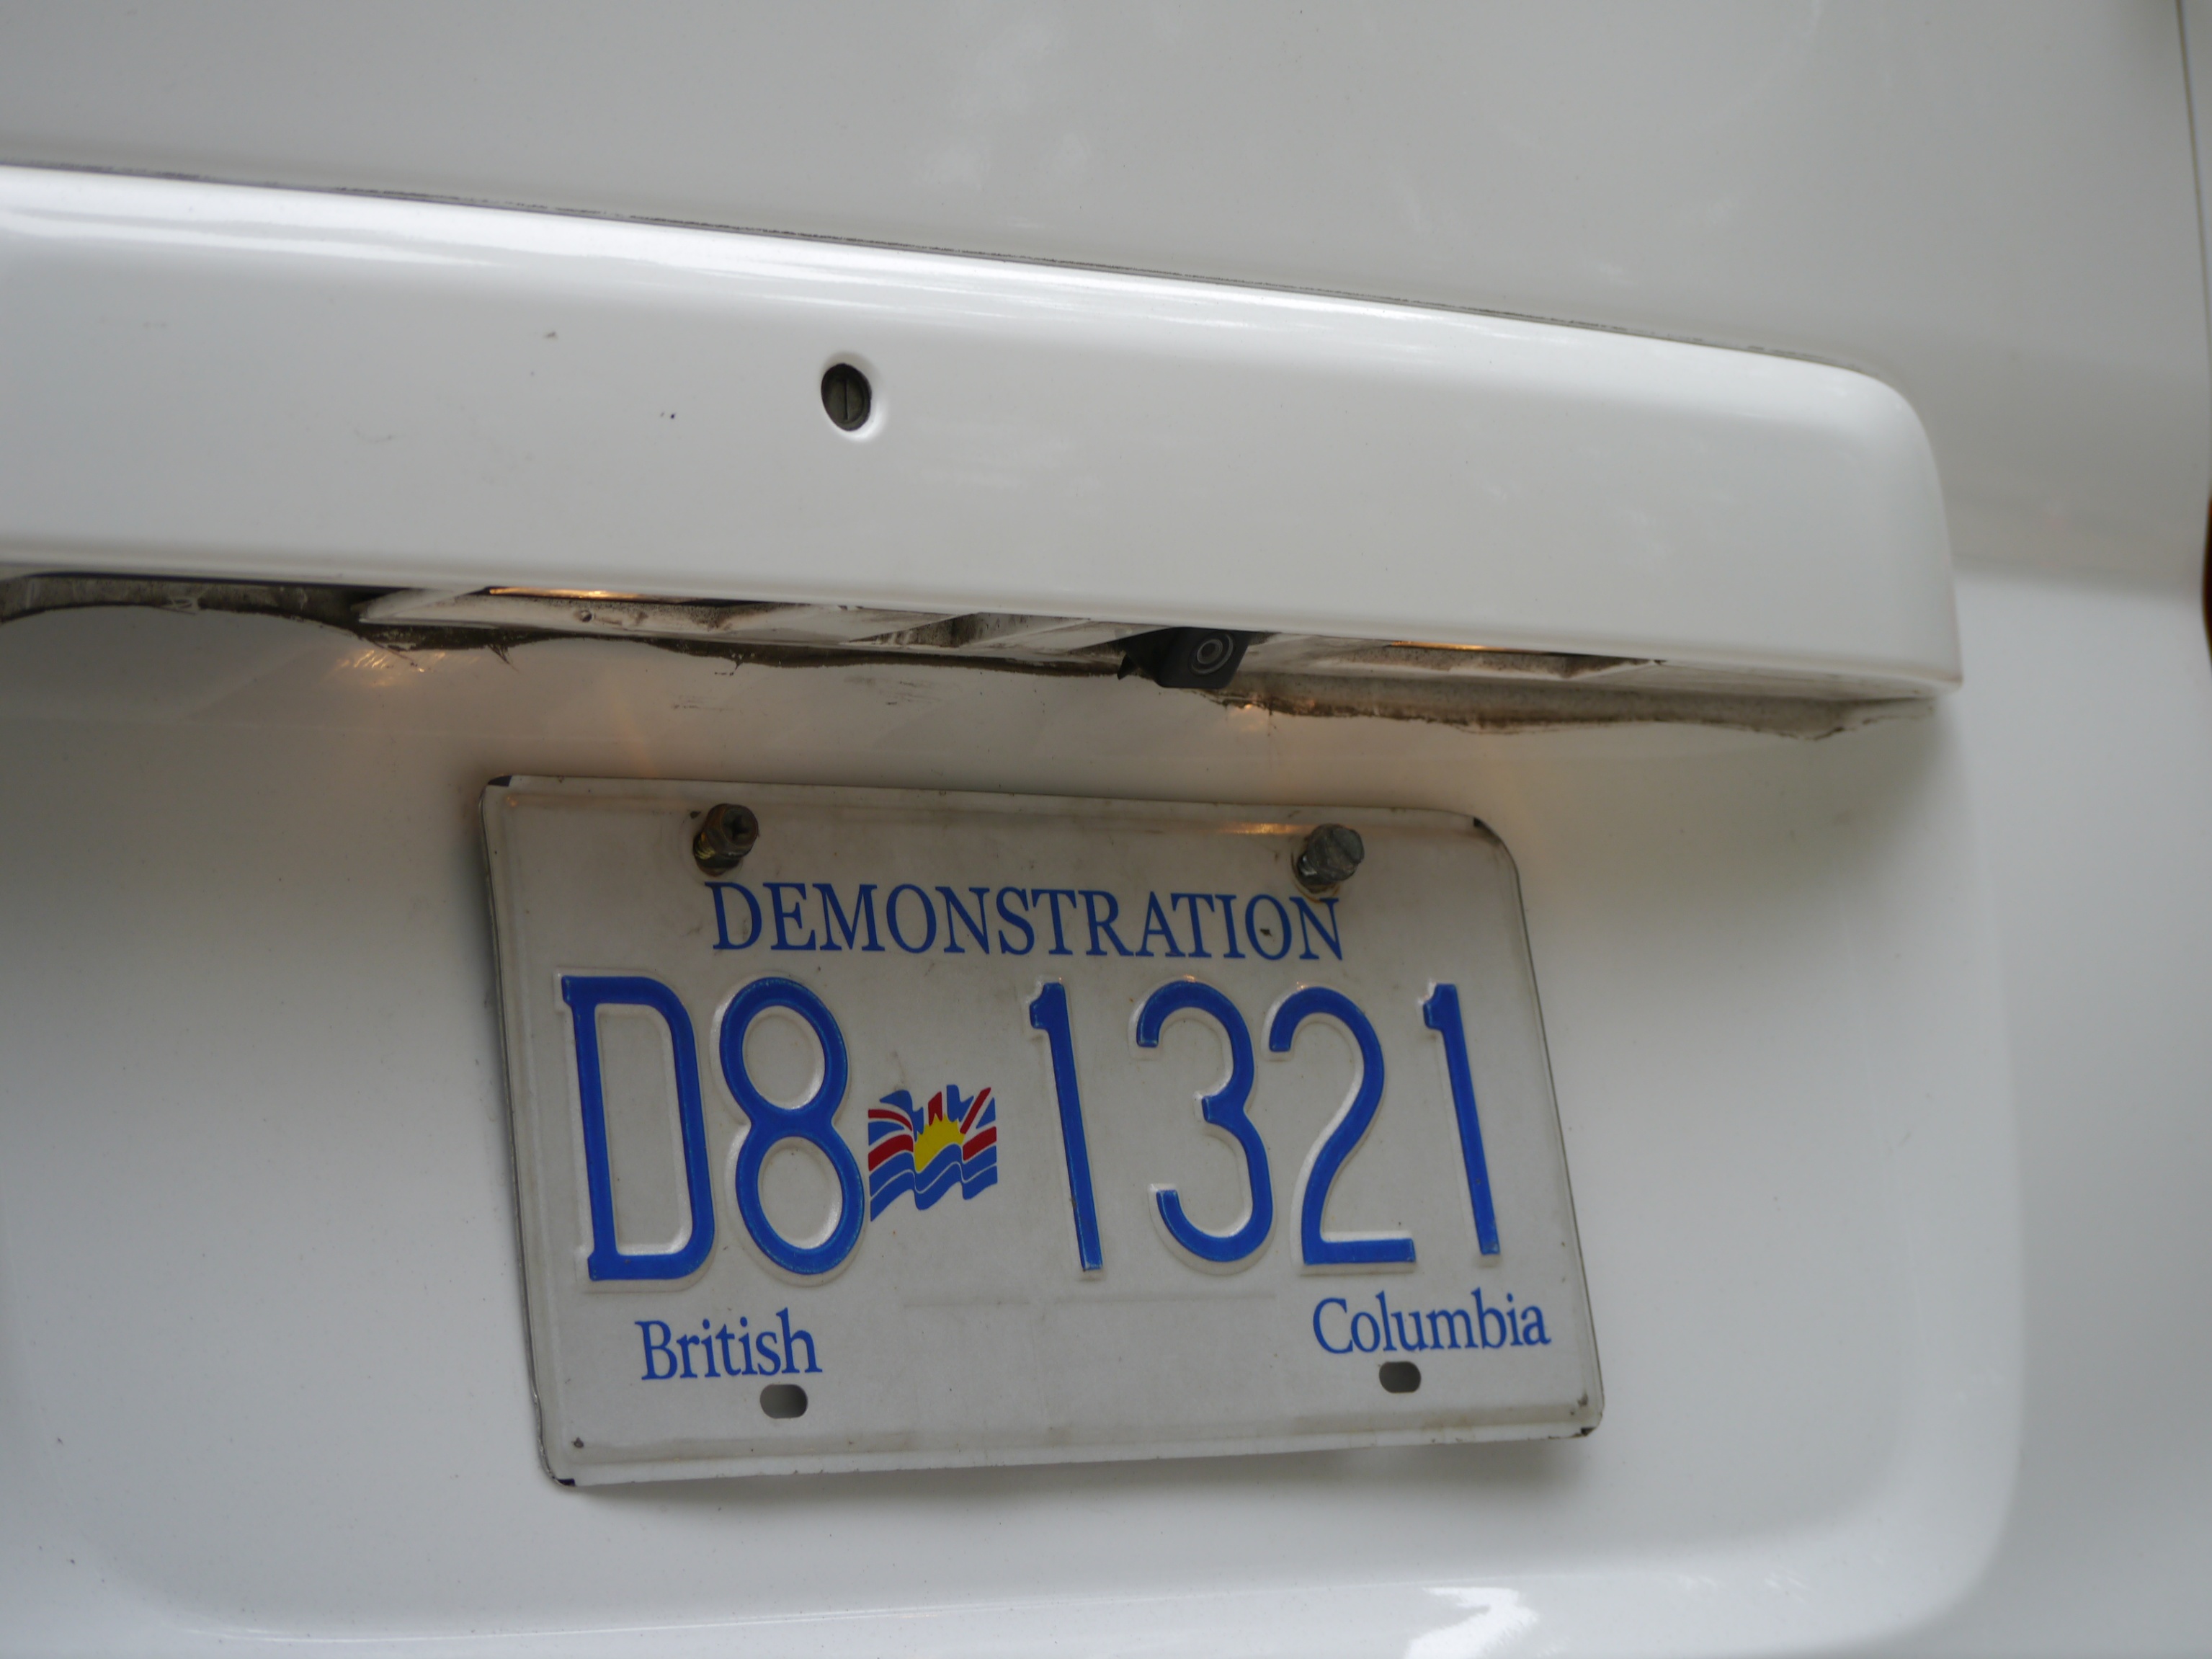 DEMONSTRATION
D8 1321
British Columbia